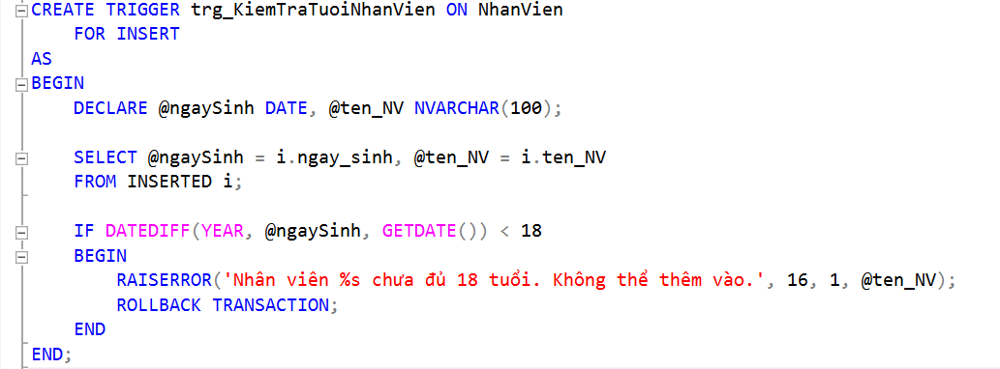 CREATE TRIGGER trg_KiemTraTuoiNhanVien ON NhanVien
    FOR INSERT
AS
BEGIN
    DECLARE @ngaySinh DATE, @ten_NV NVARCHAR(100);
    SELECT @ngaySinh = i.ngay_sinh, @ten_NV = i.ten_NV
    FROM INSERTED i;
    IF DATEDIFF(YEAR, @ngaySinh, GETDATE()) < 18
    BEGIN
        RAISERROR('Nhân viên %s chưa đủ 18 tuổi. Không thể thêm vào.', 16, 1, @ten_NV);
        ROLLBACK TRANSACTION;
    END
END;